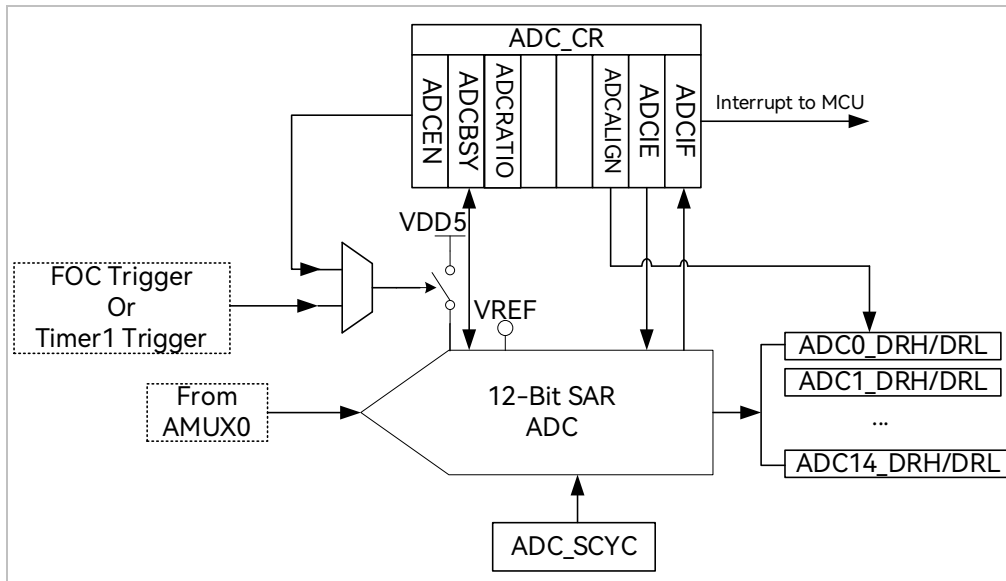 ADC_CR
ADCEN
ADCBSY
ADCRATIO
ADCALIGN
ADCIE
ADCIF
Interrupt to MCU
VDD5
FOC Trigger
Or
Timer1 Trigger
VREF
ADC0_DRH/DRL
ADC1_DRH/DRL
...
ADC14_DRH/DRL
From
AMUX0
12-Bit SAR
ADC
ADC_SCYC